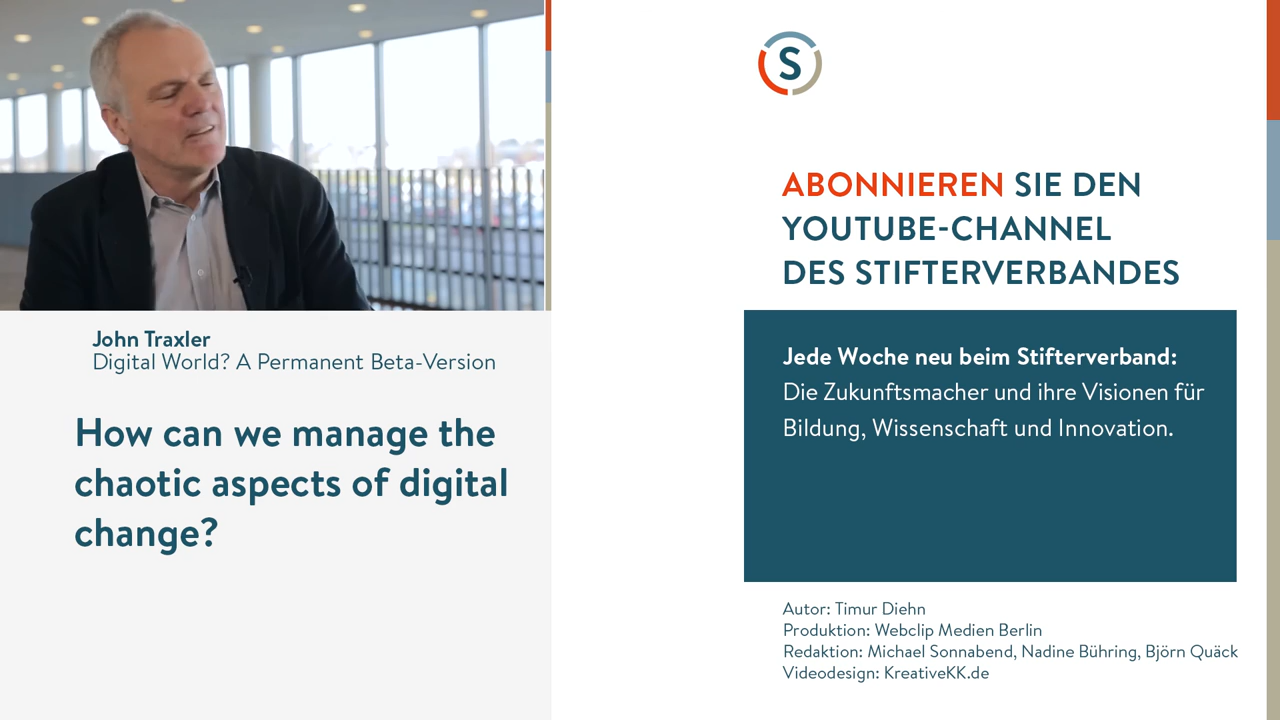 John Traxler
Digital World? A Permanent Beta-Version
How can we manage the
chaotic aspects of digital
change?
S
ABONNIEREN SIE DEN
YOUTUBE-CHANNEL
DES STIFTERVERBANDES
Jede Woche neu beim Stifterverband:
Die Zukunftsmacher und ihre Visionen für
Bildung, Wissenschaft und Innovation.
Autor: Timur Diehn
Produktion: Webclip Medien Berlin
Redaktion: Michael Sonnabend, Nadine Bühring, Björn Quäck
Videodesign: KreativeKK.de